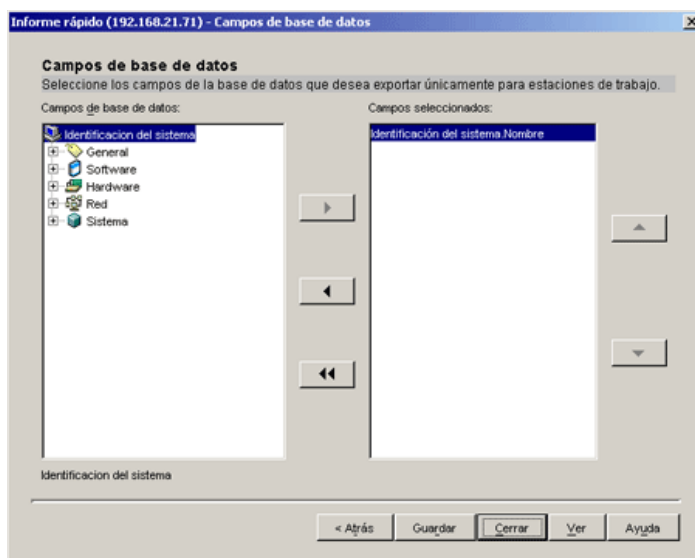 Informe rápido (192.168.21.71) - Campos de base de datos
Campos de base de datos
Seleccione los campos de la base de datos que desea exportar únicamente para estaciones de trabajo.
Campos de base de datos:
Campos seleccionados:
Identificacion del sistema
General
Software
Hardware
Red
Sistema
Identificación del sistema.Nombre
Identificacion del sistema
< Atrás
Guardar
Cerrar
Ver
Ayuda